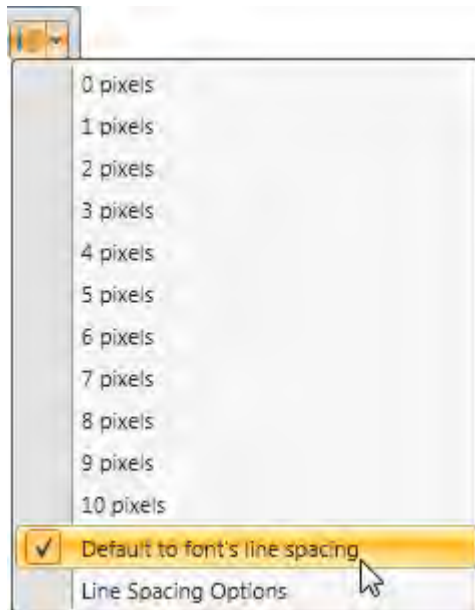 0 pixels
1 pixels
2 pixels
3 pixels
4 pixels
5 pixels
6 pixels
7 pixels
8 pixels
9 pixels
10 pixels
Default to font's line spacing
Line Spacing Options